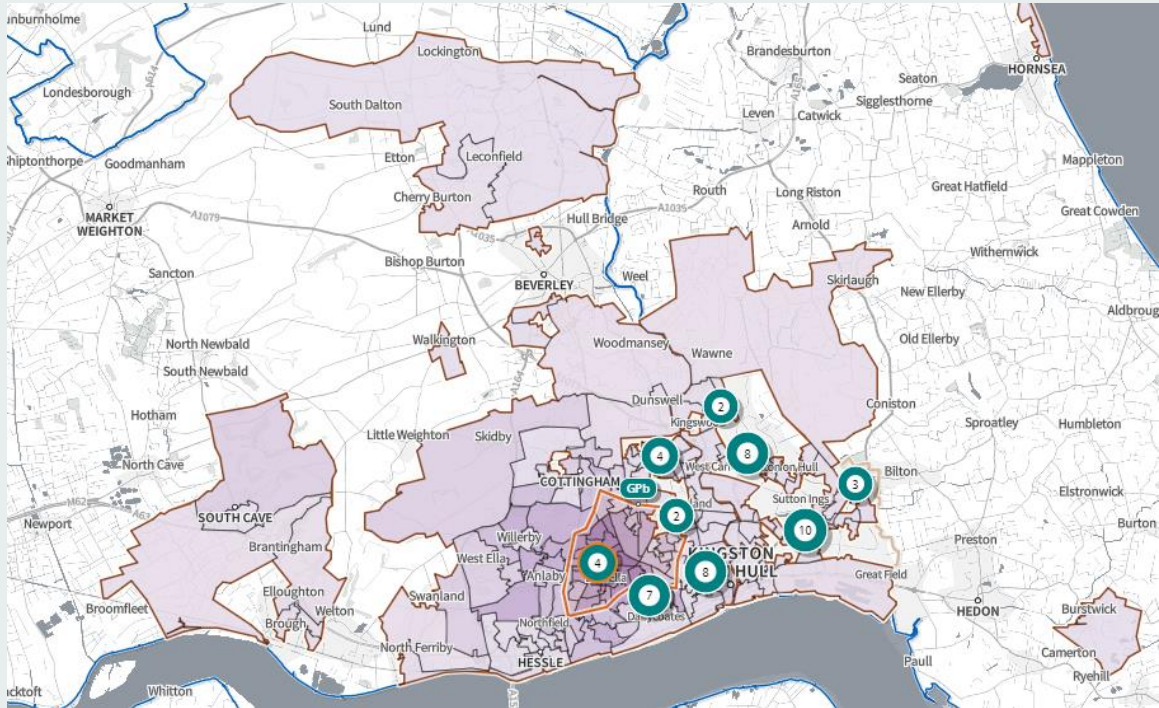 Lund
Lockington
Brandesburton
Seaton
HORNSEA
A614
Londesborough
South Dalton
A165
Leven
Catwick
Sigglesthorne
Goodmanham
Etton
Leconfield
Mappleton
MARKET
WEIGHTON
A1079
Cherry Burton
Routh
Long Riston
Great Hatfield
Great Cowden
Hull Bridge
A1035
Arnold
Withernwick
Bishop Burton
Sancton
BEVERLEY
Weel
Skirlaugh
New Ellerby
North Newbald
Walkington
Woodmansey
Wawne
Old Ellerby
South Newbald
A164
Hotham
Dunswell
Coniston
Little Weighton
Skidby
2
Sproatley
Humbleton
North Cave
4
8
Bilton
M62
COTTINGHAM
GPb
Sutton Ings
3
Elstronwick
Newport
A63
SOUTH CAVE
2
10
Burton
Willerby
KINGSTON
Preston
Brantingham
West Ella
Anlaby
4
8
HULL
Great Field
Broomfleet
Elloughton
Swanland
7
HEDON
Burstwick
Brough
Welton
Northfield
North Ferriby
HESSLE
Paull
Camerton
Ryehill
Whitton